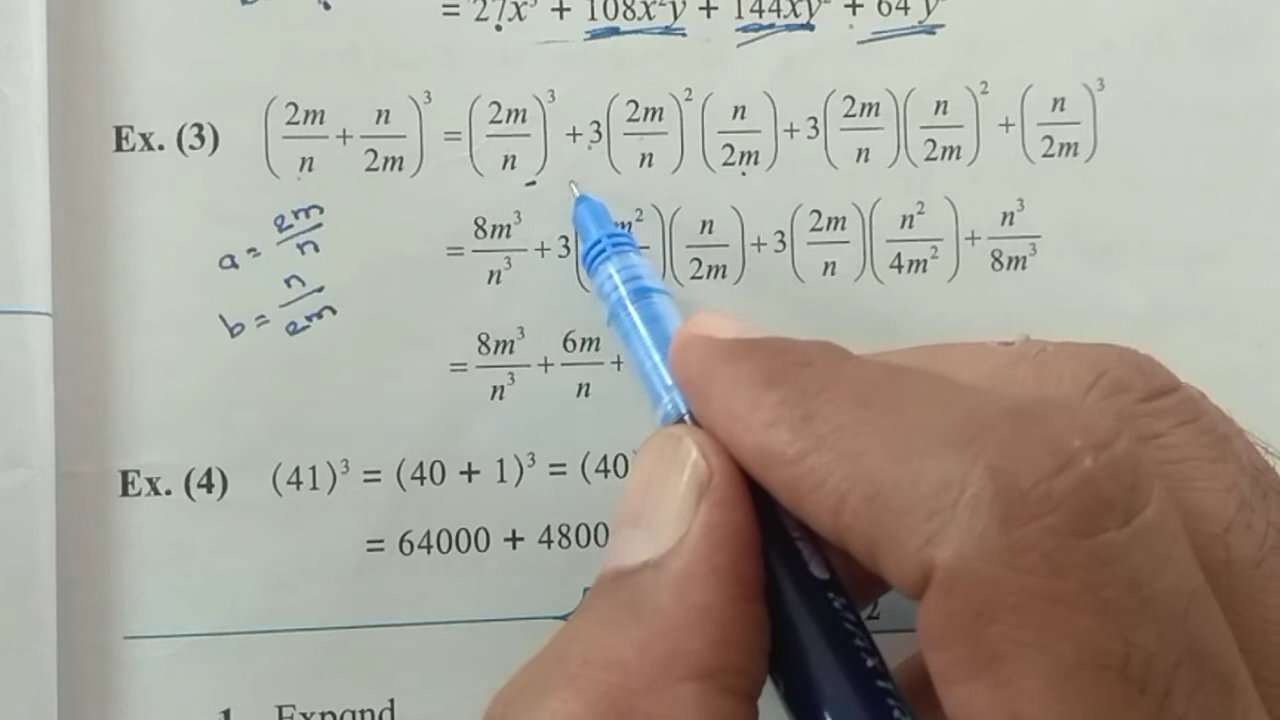 = 27x³ + 108x²y + 144xy² + 64 y
Ex. (3) (2m/n + n/2m)³ = (2m/n)³ + 3(2m/n)²(n/2m) + 3(2m/n)(n/2m)² + (n/2m)³
a = 2m/n
= 8m³/n³ + 3( m²/ )(n/2m) + 3(2m/n)(n²/4m²) + n³/8m³
b = n/2m
= 8m³/n³ + 6m/n +
Ex. (4) (41)³ = (40 + 1)³ = (40)
= 64000 + 4800
1. Expand